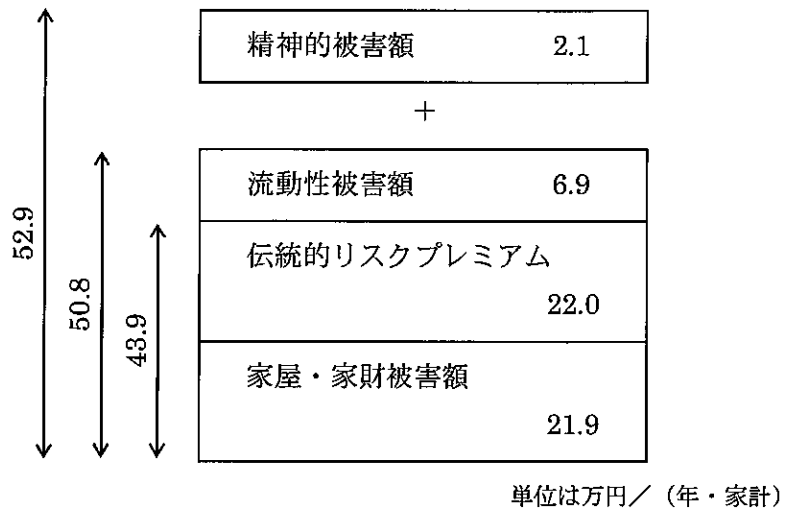 精神的被害額 2.1
+
流動性被害額 6.9
伝統的リスクプレミアム
22.0
家屋・家財被害額
21.9
52.9
50.8
43.9
単位は万円／（年・家計）